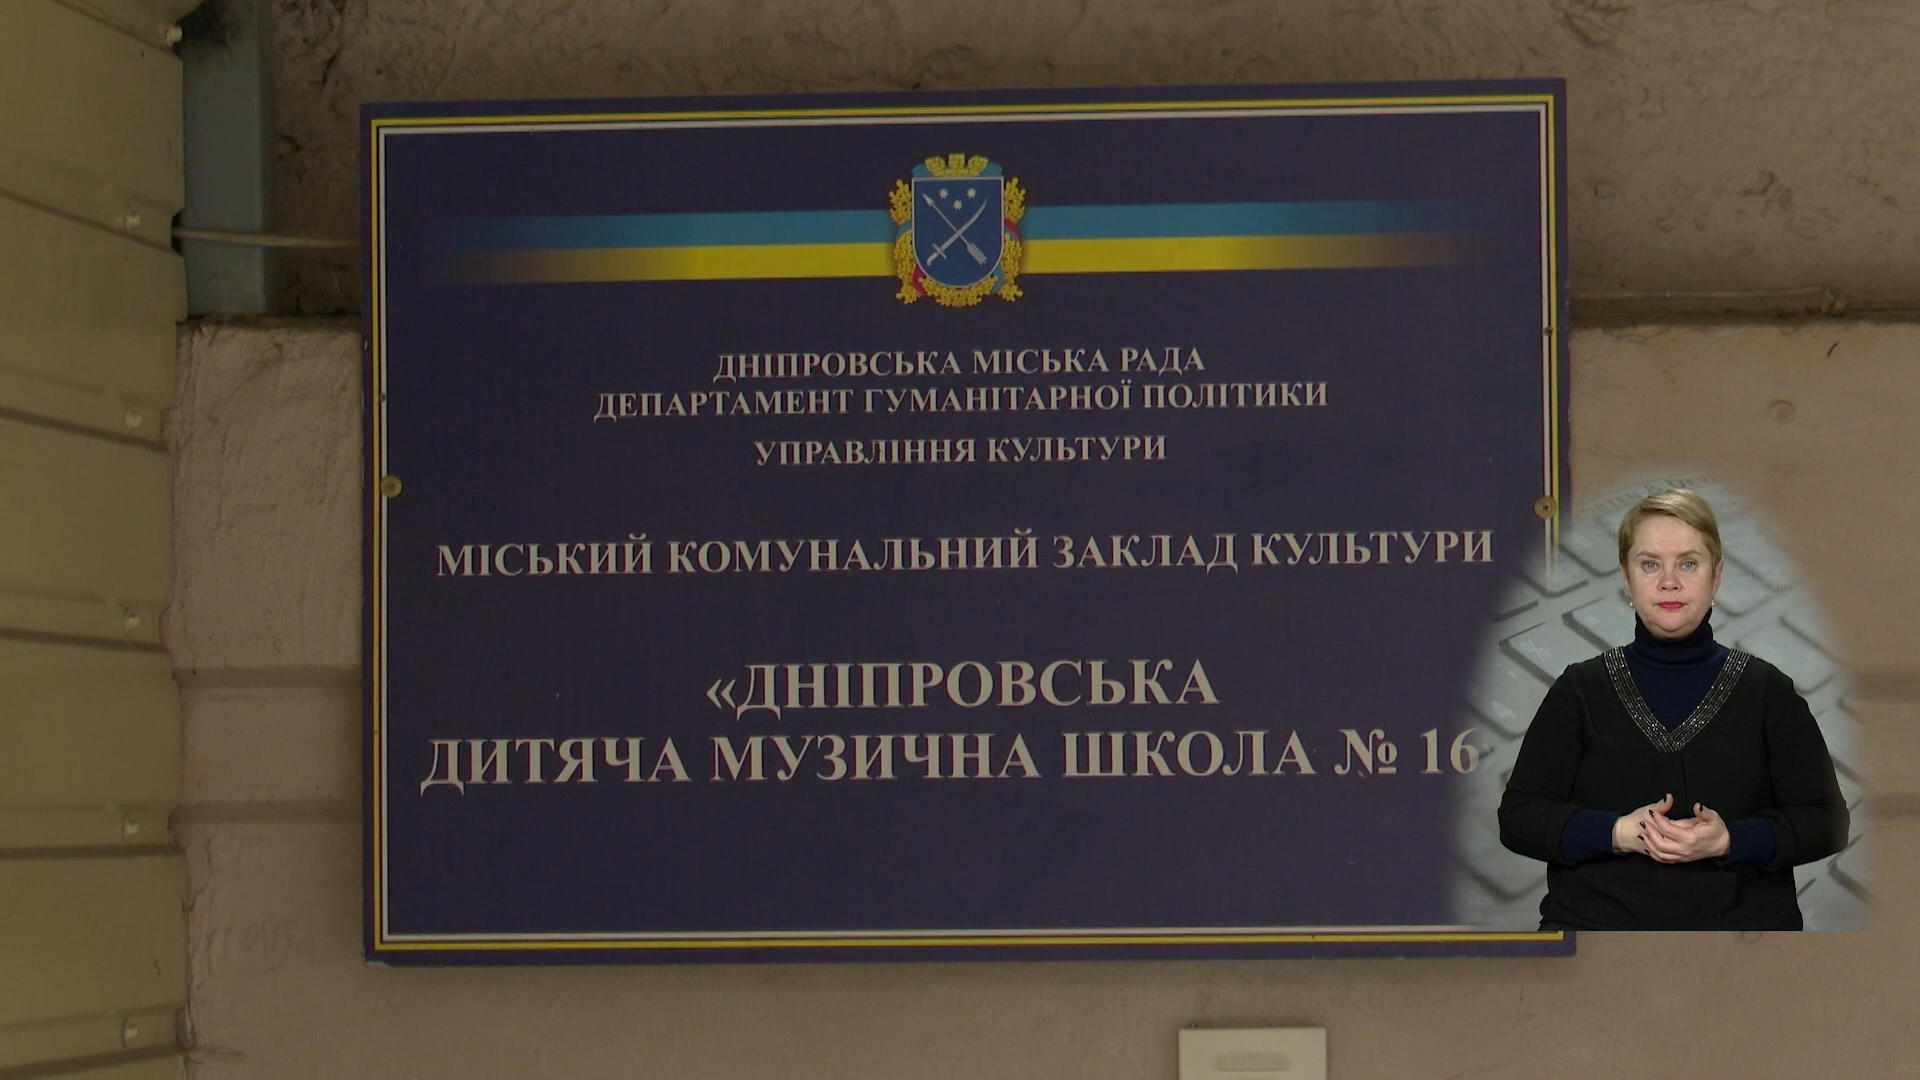 ДНІПРОВСЬКА МІСЬКА РАДА
ДЕПАРТАМЕНТ ГУМАНІТАРНОЇ ПОЛІТИКИ
УПРАВЛІННЯ КУЛЬТУРИ
МІСЬКИЙ КОМУНАЛЬНИЙ ЗАКЛАД КУЛЬТУРИ
«ДНІПРОВСЬКА
ДИТЯЧА МУЗИЧНА ШКОЛА № 16